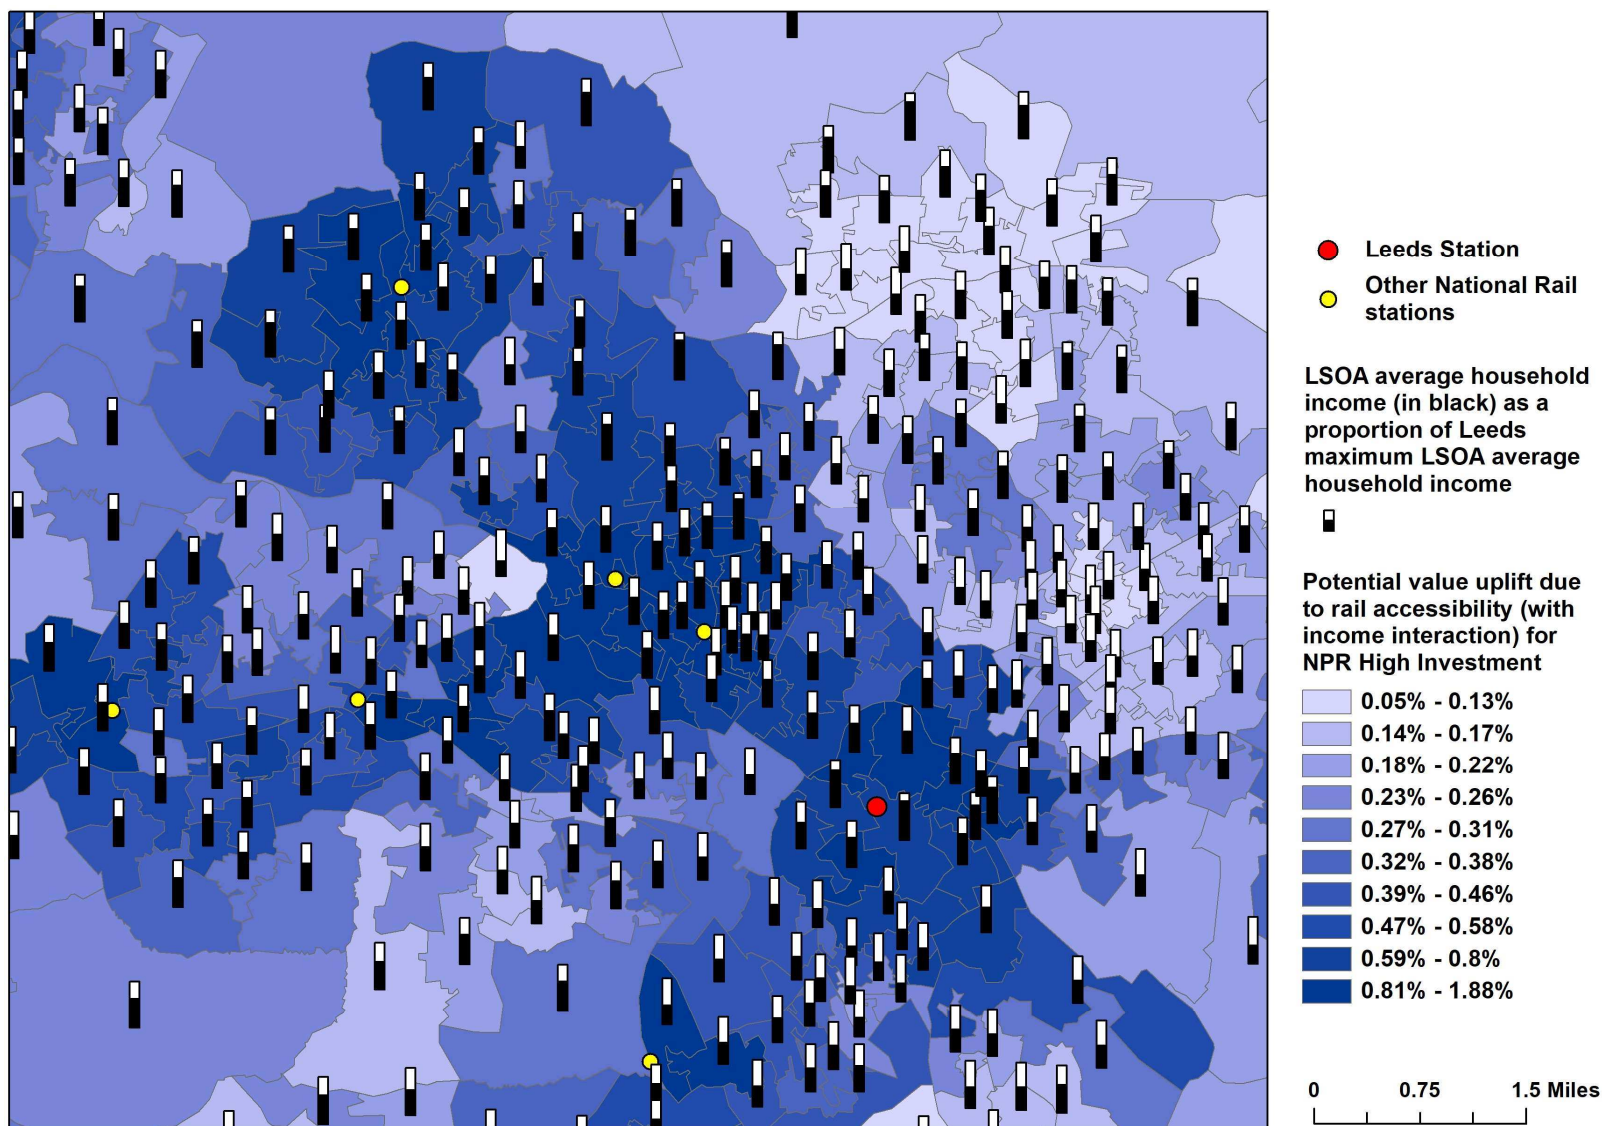 Leeds Station
Other National Rail
stations
LSOA average household
income (in black) as a
proportion of Leeds
maximum LSOA average
household income
Potential value uplift due
to rail accessibility (with
income interaction) for
NPR High Investment
0.05% - 0.13%
0.14% - 0.17%
0.18% - 0.22%
0.23% - 0.26%
0.27% - 0.31%
0.32% - 0.38%
0.39% - 0.46%
0.47% - 0.58%
0.59% - 0.8%
0.81% - 1.88%
0 0.75 1.5 Miles